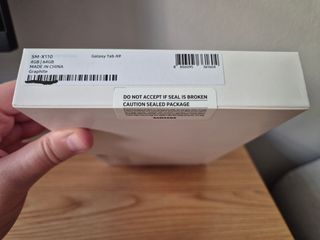 SM-X110
Galaxy Tab A9
4GB | 64GB
MADE IN CHINA
Graphite
DO NOT ACCEPT IF SEAL IS BROKEN
CAUTION SEALED PACKAGE
SAMSUNG